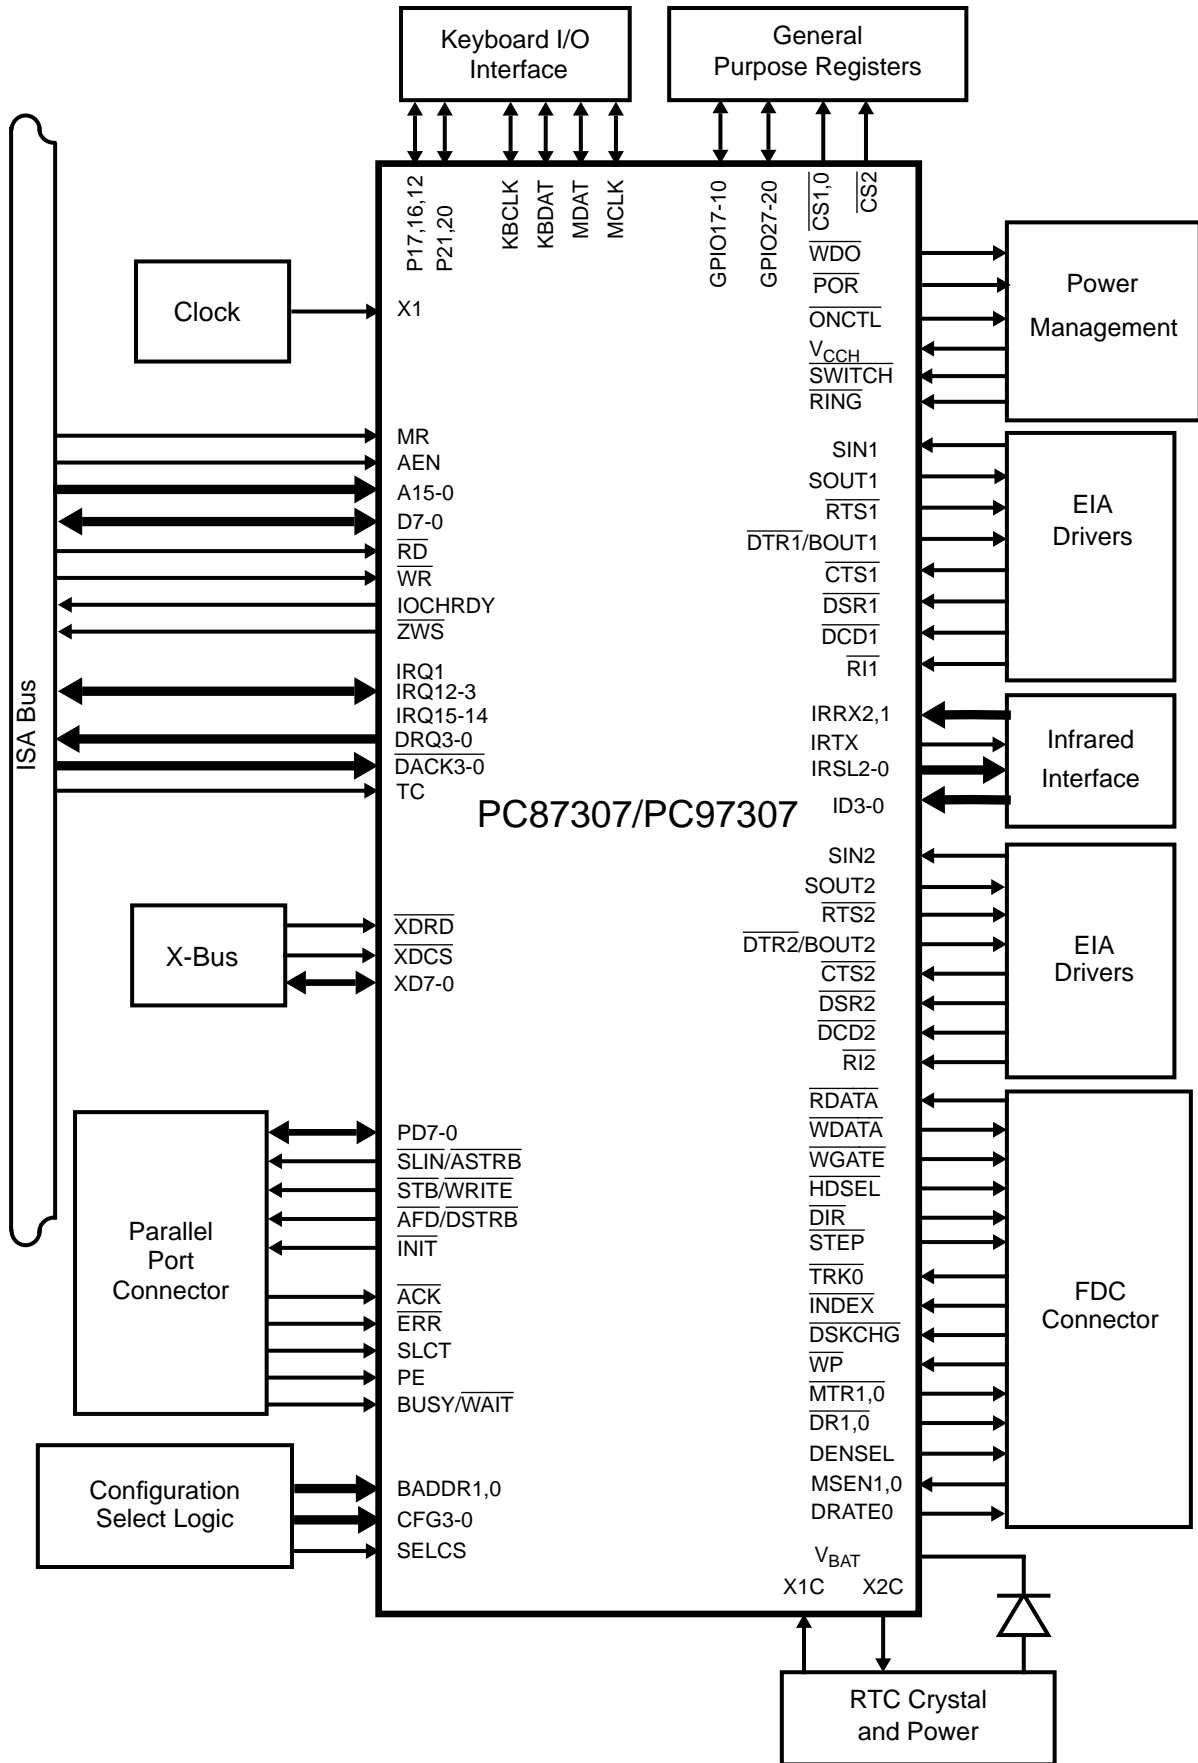 Keyboard I/O
Interface
General
Purpose Registers
P17,16,12
P21,20
KBCLK
KBDAT
MDAT
MCLK
GPIO17-10
GPIO27-20
CS1,0
CS2
Clock
X1
WDO
POR
ONCTL
VCCH
SWITCH
RING
Power
Management
ISA Bus
MR
AEN
A15-0
D7-0
RD
WR
IOCHRDY
ZWS
IRQ1
IRQ12-3
IRQ15-14
DRQ3-0
DACK3-0
TC
SIN1
SOUT1
RTS1
DTR1/BOUT1
CTS1
DSR1
DCD1
RI1
EIA
Drivers
IRRX2,1
IRTX
IRSL2-0
ID3-0
Infrared
Interface
PC87307/PC97307
X-Bus
XDRD
XDCS
XD7-0
SIN2
SOUT2
RTS2
DTR2/BOUT2
CTS2
DSR2
DCD2
RI2
EIA
Drivers
Parallel
Port
Connector
PD7-0
SLIN/ASTRB
STB/WRITE
AFD/DSTRB
INIT
ACK
ERR
SLCT
PE
BUSY/WAIT
RDATA
WDATA
WGATE
HDSEL
DIR
STEP
TRK0
INDEX
DSKCHG
WP
MTR1,0
DR1,0
DENSEL
MSEN1,0
DRATE0
FDC
Connector
Configuration
Select Logic
BADDR1,0
CFG3-0
SELCS
VBAT
X1C
X2C
RTC Crystal
and Power